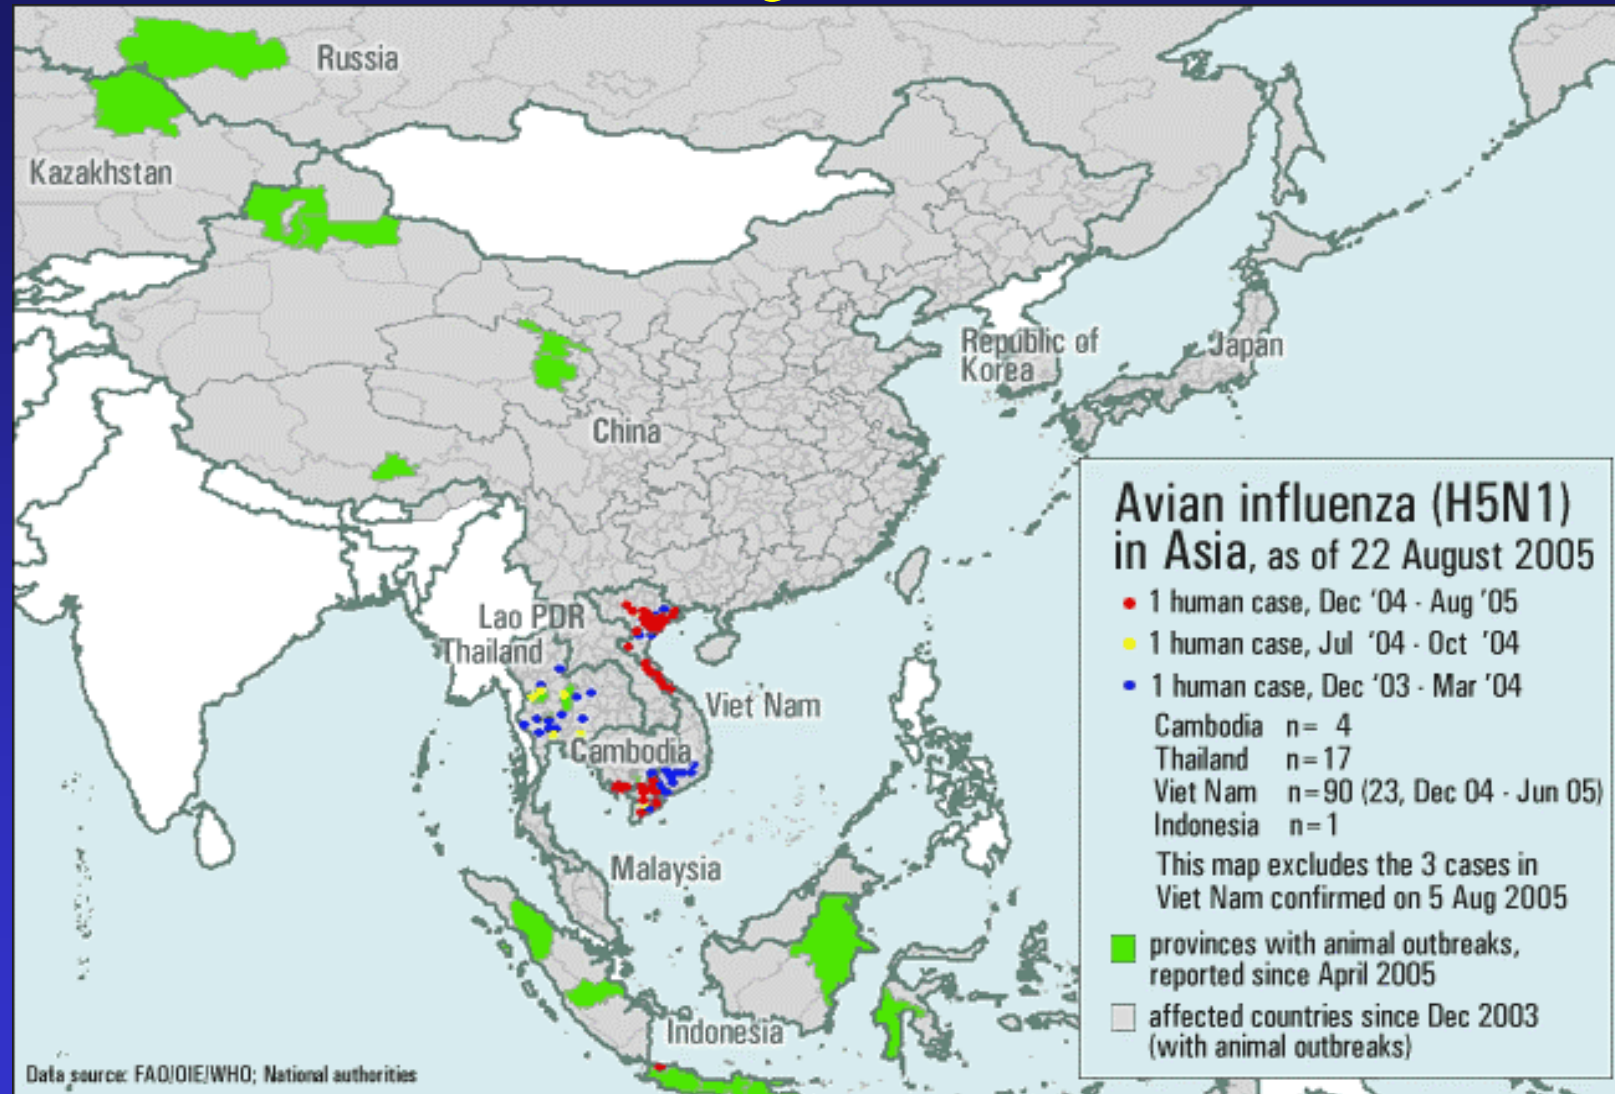 Russia
Kazakhstan
Republic of
Korea
Japan
China
Lao PDR
Thailand
Viet Nam
Cambodia
Malaysia
Indonesia
Avian influenza (H5N1)
in Asia, as of 22 August 2005
1 human case, Dec '04 - Aug '05
1 human case, Jul '04 - Oct '04
1 human case, Dec '03 - Mar '04
Cambodia n= 4
Thailand n=17
Viet Nam n=90 (23, Dec 04 - Jun 05)
Indonesia n=1
This map excludes the 3 cases in
Viet Nam confirmed on 5 Aug 2005
provinces with animal outbreaks,
reported since April 2005
affected countries since Dec 2003
(with animal outbreaks)
Data source: FAO/OIE/WHO; National authorities